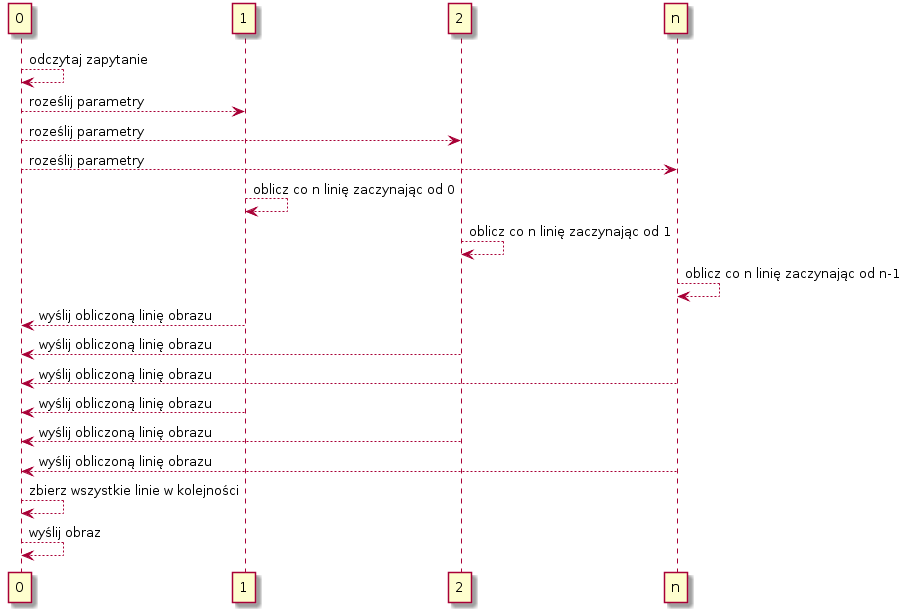 0 1 2 n
odczytaj zapytanie
roześlij parametry
roześlij parametry
roześlij parametry
oblicz co n linię zaczynając od 0
oblicz co n linię zaczynając od 1
oblicz co n linię zaczynając od n-1
wyślij obliczoną linię obrazu
wyślij obliczoną linię obrazu
wyślij obliczoną linię obrazu
wyślij obliczoną linię obrazu
wyślij obliczoną linię obrazu
wyślij obliczoną linię obrazu
zbierz wszystkie linie w kolejności
wyślij obraz
0 1 2 n